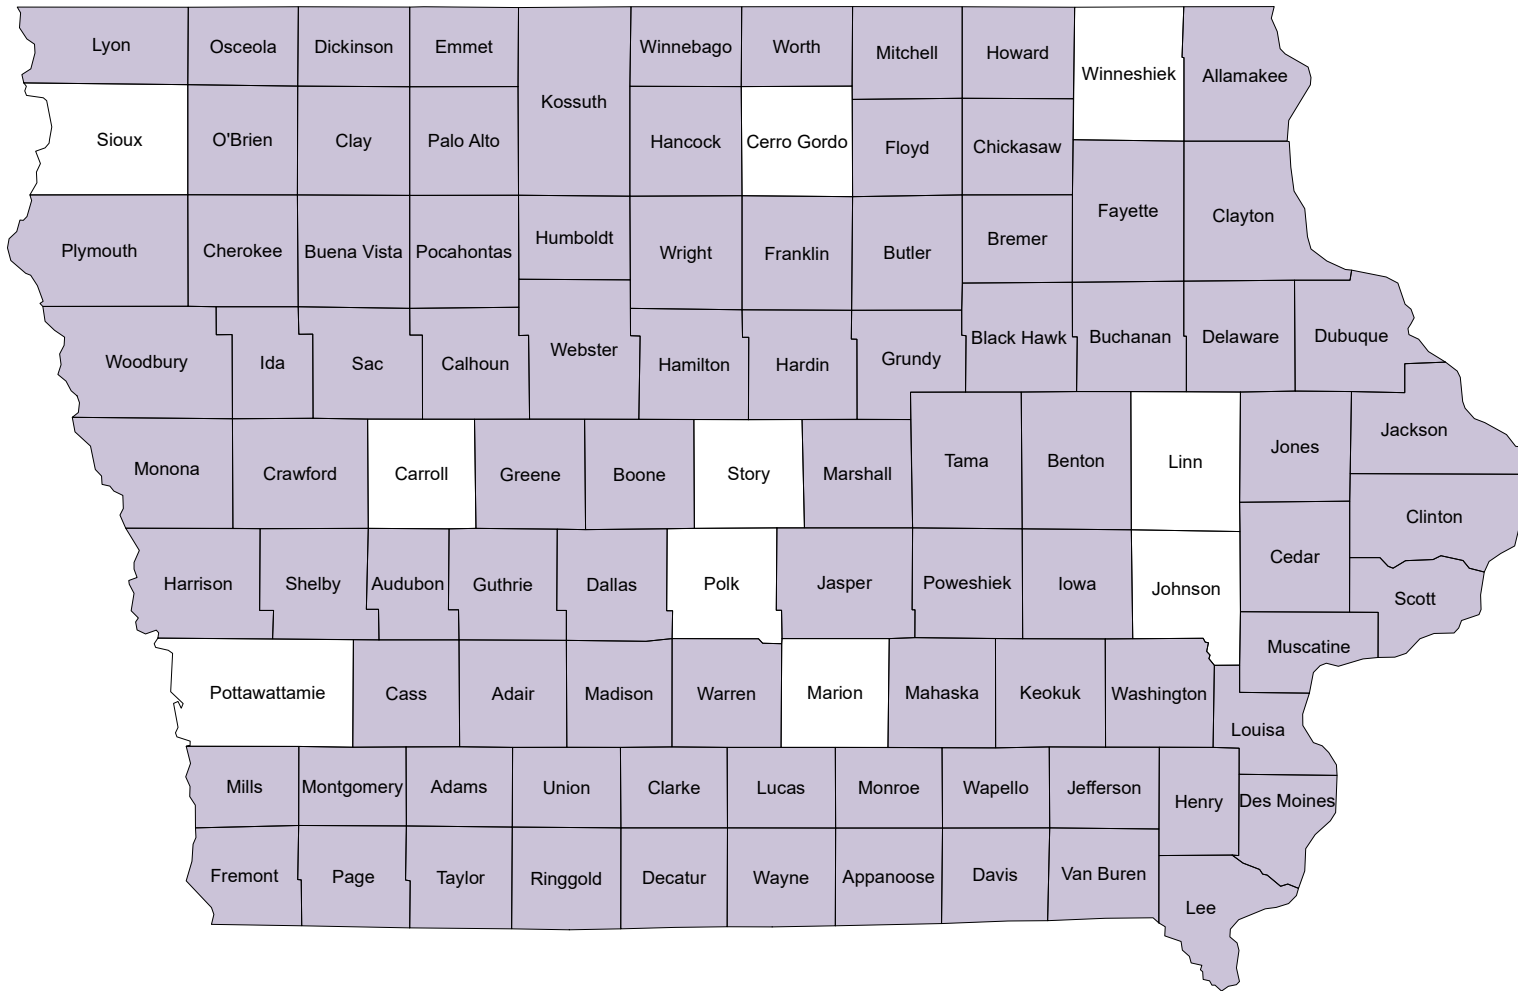 Lyon
Osceola
Dickinson
Emmet
Kossuth
Winnebago
Worth
Mitchell
Howard
Winneshiek
Allamakee
Sioux
O'Brien
Clay
Palo Alto
Hancock
Cerro Gordo
Floyd
Chickasaw
Fayette
Clayton
Plymouth
Cherokee
Buena Vista
Pocahontas
Humboldt
Wright
Franklin
Butler
Bremer
Woodbury
Ida
Sac
Calhoun
Webster
Hamilton
Hardin
Grundy
Black Hawk
Buchanan
Delaware
Dubuque
Monona
Crawford
Carroll
Greene
Boone
Story
Marshall
Tama
Benton
Linn
Jones
Jackson
Clinton
Harrison
Shelby
Audubon
Guthrie
Dallas
Polk
Jasper
Poweshiek
Iowa
Johnson
Cedar
Scott
Muscatine
Pottawattamie
Cass
Adair
Madison
Warren
Marion
Mahaska
Keokuk
Washington
Louisa
Mills
Montgomery
Adams
Union
Clarke
Lucas
Monroe
Wapello
Jefferson
Henry
Des Moines
Fremont
Page
Taylor
Ringgold
Decatur
Wayne
Appanoose
Davis
Van Buren
Lee